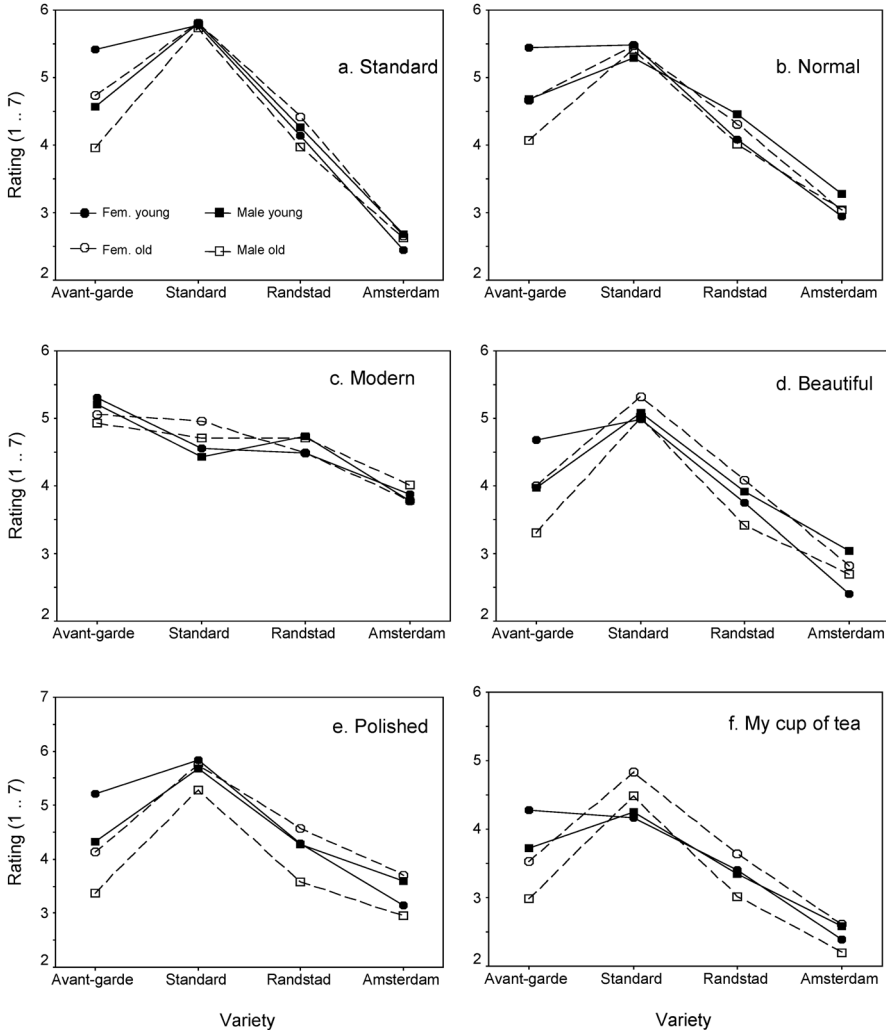 6
5
4
3
2
Rating (1 .. 7)
a. Standard
Fem. young
Male young
Fem. old
Male old
Avant-garde Standard Randstad Amsterdam
6
5
4
3
2
b. Normal
Avant-garde Standard Randstad Amsterdam
6
5
4
3
2
Rating (1 .. 7)
c. Modern
Avant-garde Standard Randstad Amsterdam
6
5
4
3
2
d. Beautiful
Avant-garde Standard Randstad Amsterdam
7
6
5
4
3
2
Rating (1 .. 7)
e. Polished
Avant-garde Standard Randstad Amsterdam
Variety
6
5
4
3
2
f. My cup of tea
Avant-garde Standard Randstad Amsterdam
Variety